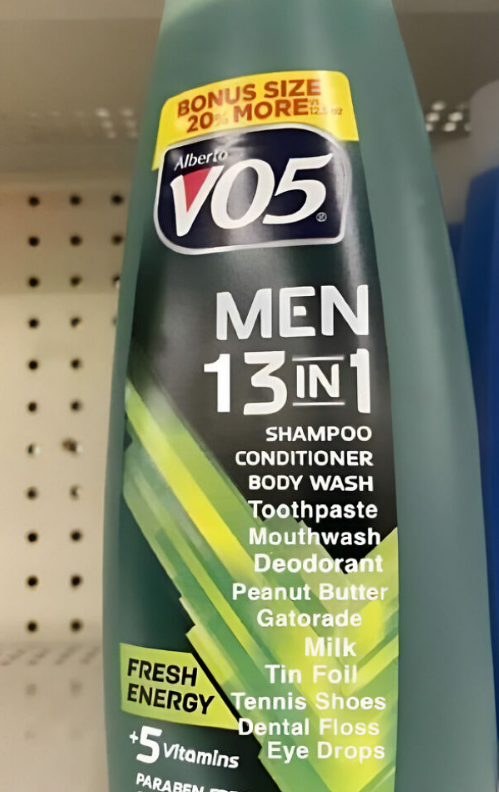 BONUS SIZE
20% MORE
Alberto
VO5®
MEN
13 IN 1
SHAMPOO
CONDITIONER
BODY WASH
Toothpaste
Mouthwash
Deodorant
Peanut Butter
Gatorade
Milk
Tin Foil
Tennis Shoes
Dental Floss
Eye Drops
FRESH
ENERGY
+5 Vitamins
PARABEN